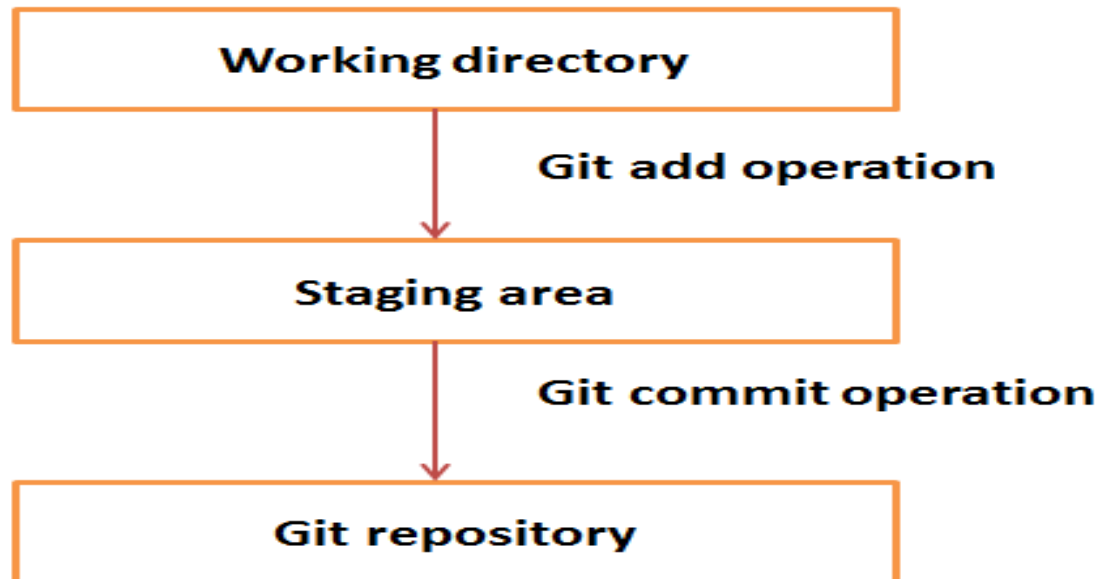 Working directory
Git add operation
Staging area
Git commit operation
Git repository